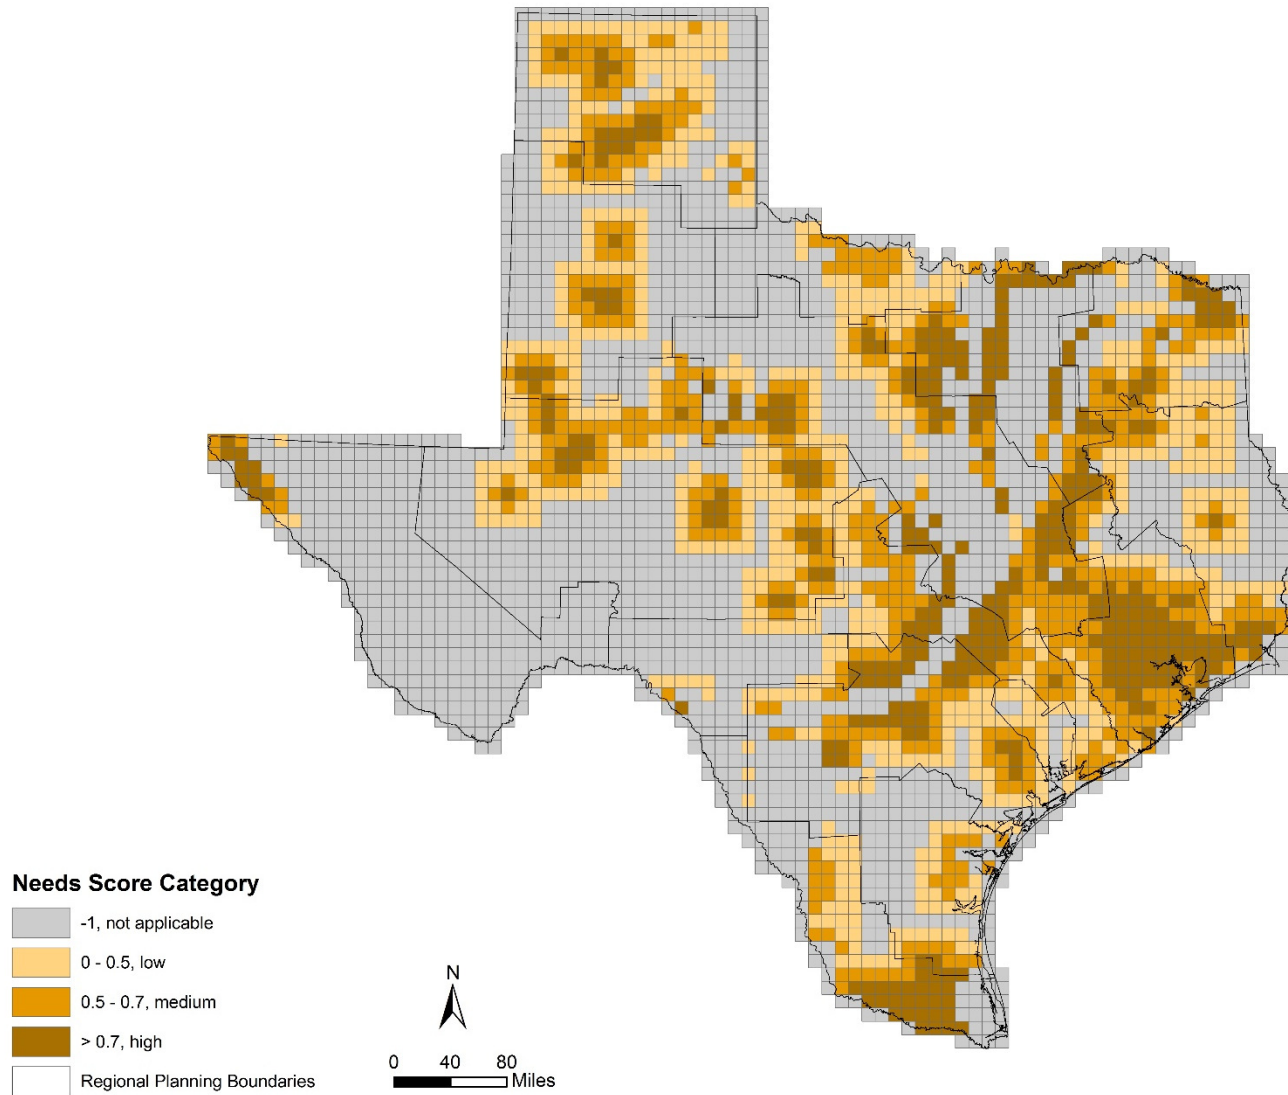 Needs Score Category
-1, not applicable
0 - 0.5, low
0.5 - 0.7, medium
> 0.7, high
Regional Planning Boundaries
N
0 40 80
Miles